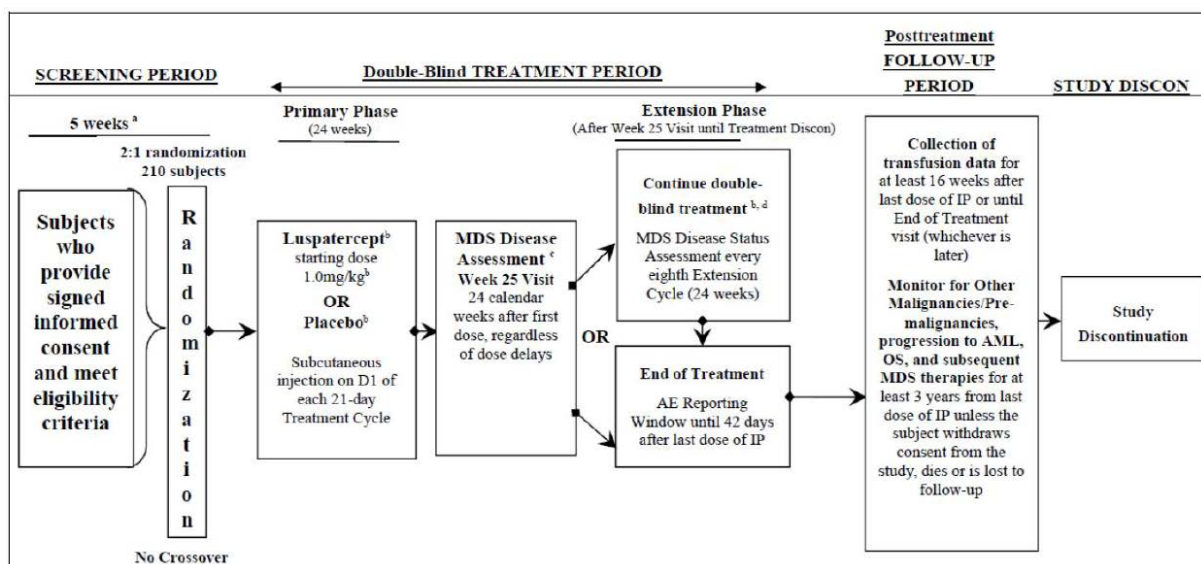 SCREENING PERIOD
Double-Blind TREATMENT PERIOD
Posttreatment
FOLLOW-UP
PERIOD
STUDY DISCON
5 weeks a
2:1 randomization
210 subjects
Subjects
who
provide
signed
informed
consent
and meet
eligibility
criteria
R
a
n
d
o
m
i
z
a
t
i
o
n
No Crossover
Primary Phase
(24 weeks)
Luspatercept b
starting dose
1.0mg/kg b
OR
Placebo b
Subcutaneous
injection on D1 of
each 21-day
Treatment Cycle
MDS Disease
Assessment c
Week 25 Visit
24 calendar
weeks after first
dose, regardless
of dose delays
OR
Extension Phase
(After Week 25 Visit until Treatment Discon)
Continue double-
blind treatment b, d
MDS Disease Status
Assessment every
eighth Extension
Cycle (24 weeks)
End of Treatment
AE Reporting
Window until 42 days
after last dose of IP
Collection of
transfusion data for
at least 16 weeks after
last dose of IP or until
End of Treatment
visit (whichever is
later)
Monitor for Other
Malignancies/Pre-
malignancies,
progression to AML,
OS, and subsequent
MDS therapies for at
least 3 years from last
dose of IP unless the
subject withdraws
consent from the
study, dies or is lost to
follow-up
Study
Discontinuation